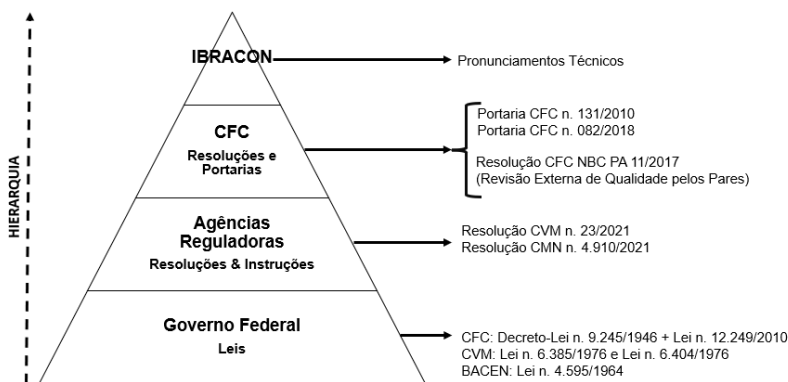 HIERARQUIA
IBRACON
Pronunciamentos Técnicos
CFC
Resoluções e
Portarias
Portaria CFC n. 131/2010
Portaria CFC n. 082/2018
Resolução CFC NBC PA 11/2017
(Revisão Externa de Qualidade pelos Pares)
Agências
Reguladoras
Resoluções & Instruções
Resolução CVM n. 23/2021
Resolução CMN n. 4.910/2021
Governo Federal
Leis
CFC: Decreto-Lei n. 9.245/1946 + Lei n. 12.249/2010
CVM: Lei n. 6.385/1976 e Lei n. 6.404/1976
BACEN: Lei n. 4.595/1964